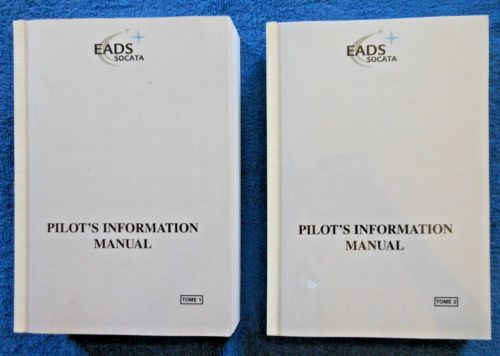 EADS
SOCATA
PILOT'S INFORMATION
MANUAL
TOME 1
EADS
SOCATA
PILOT'S INFORMATION
MANUAL
TOME 2